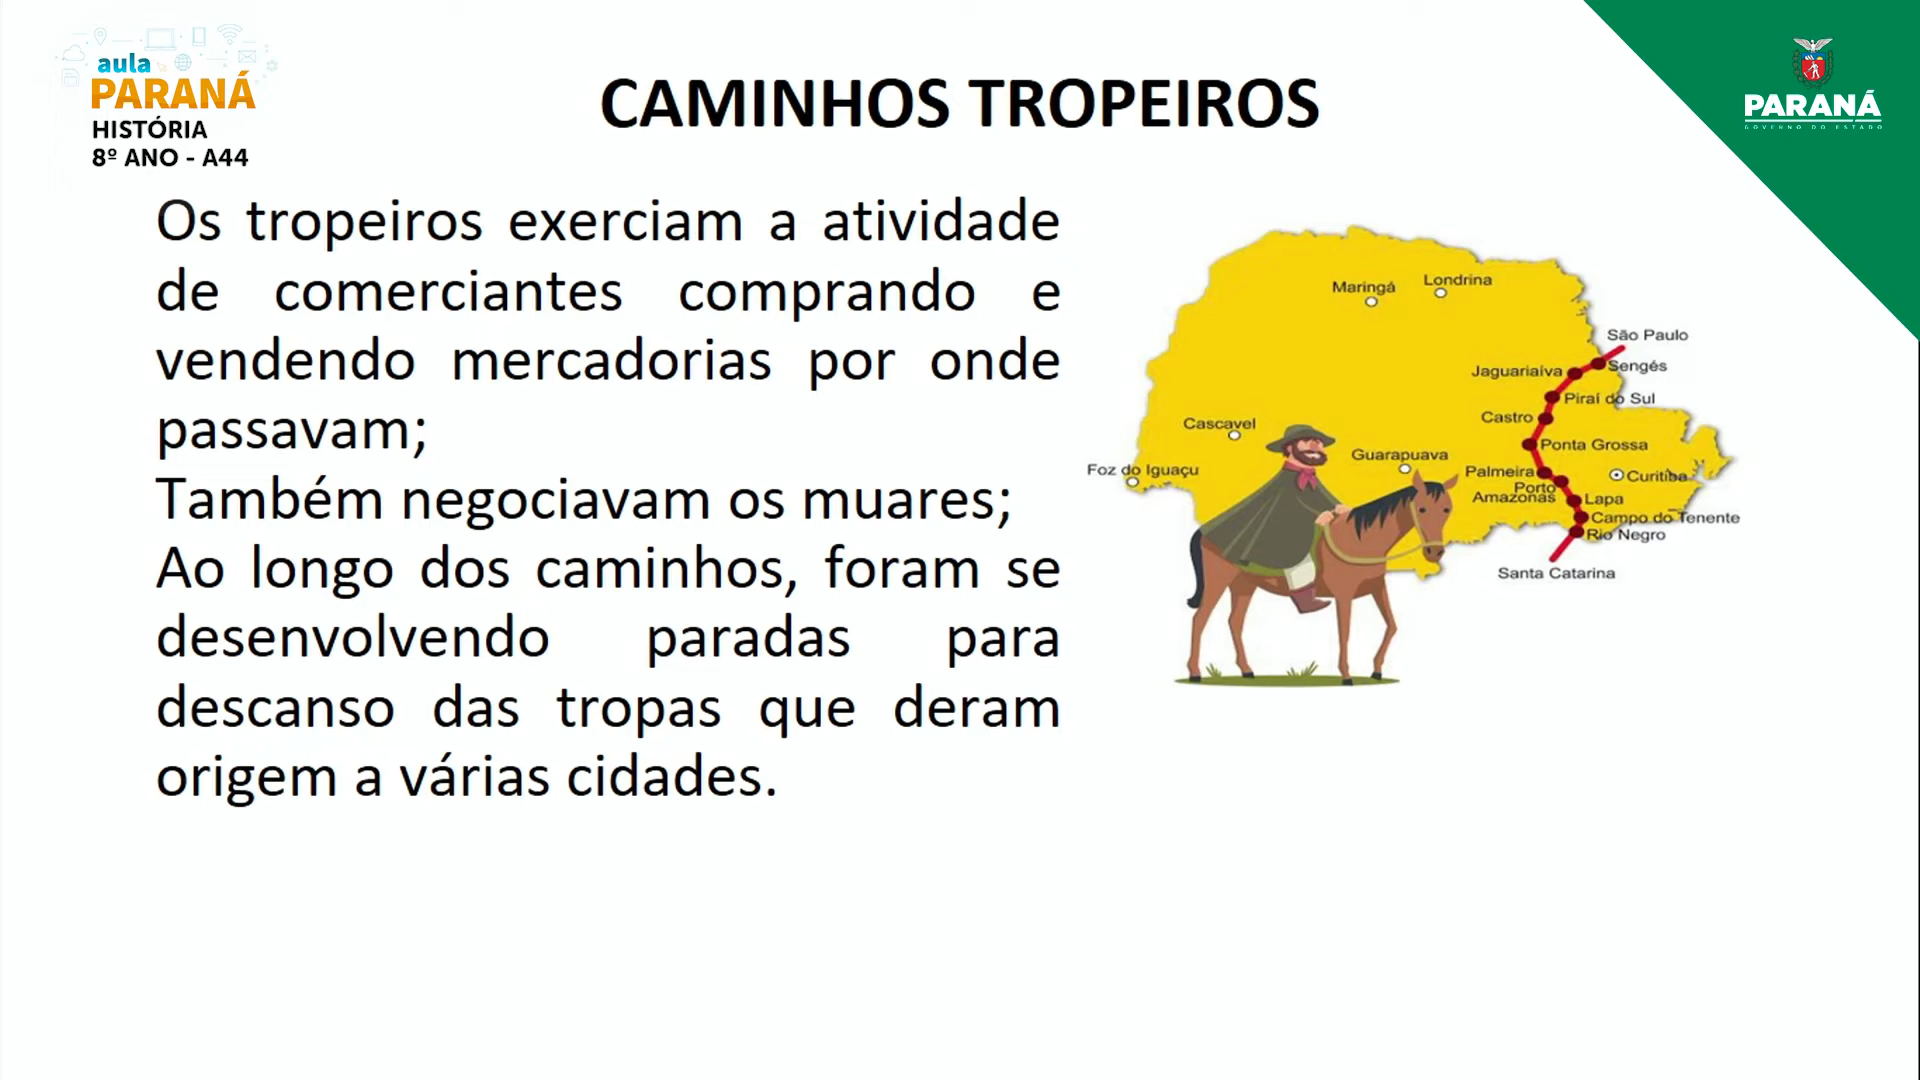 aula
PARANÁ
HISTÓRIA
8º ANO - A44
CAMINHOS TROPEIROS
PARANÁ
GOVERNO DO ESTADO
Os tropeiros exerciam a atividade
de comerciantes comprando e
vendendo mercadorias por onde
passavam;
Também negociavam os muares;
Ao longo dos caminhos, foram se
desenvolvendo paradas para
descanso das tropas que deram
origem a várias cidades.
Maringá
Londrina
São Paulo
Sengés
Jaguariaíva
Piraí do Sul
Castro
Cascavel
Ponta Grossa
Guarapuava
Foz do Iguaçu
Palmeira
Curitiba
Porto
Amazonas
Lapa
Campo do Tenente
Rio Negro
Santa Catarina